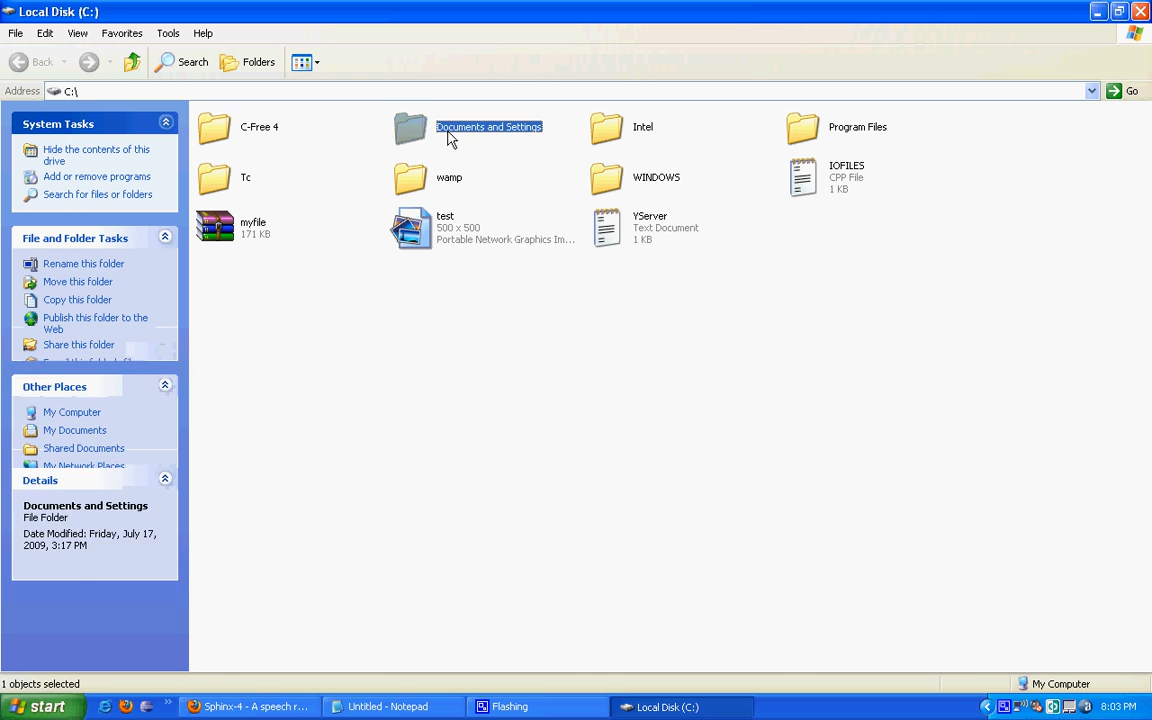 Local Disk (C:)
File Edit View Favorites Tools Help
Back Search Folders
Address C:\ Go
System Tasks
Hide the contents of this
drive
Add or remove programs
Search for files or folders
File and Folder Tasks
Rename this folder
Move this folder
Copy this folder
Publish this folder to the
Web
Share this folder
Other Places
My Computer
My Documents
Shared Documents
My Network Places
Details
Documents and Settings
File Folder
Date Modified: Friday, July 17,
2009, 3:17 PM
C-Free 4
Documents and Settings
Intel
Program Files
Tc
wamp
WINDOWS
IOFILES
CPP File
1 KB
myfile
171 KB
test
500 x 500
Portable Network Graphics Im...
YServer
Text Document
1 KB
1 objects selected
My Computer
start
Sphinx-4 - A speech r...
Untitled - Notepad
Flashing
Local Disk (C:)
8:03 PM